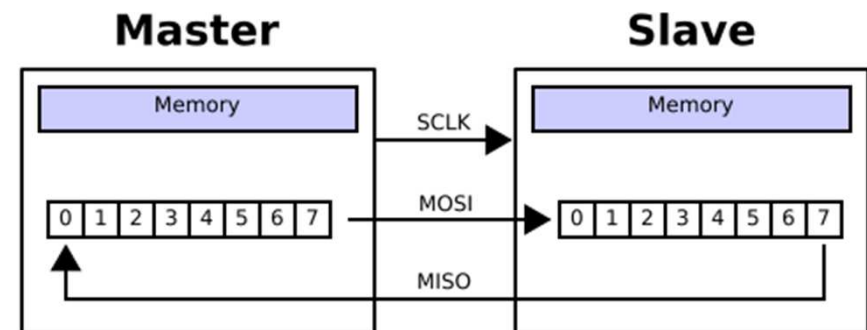 Master Slave
Memory Memory
SCLK
MOSI
0 1 2 3 4 5 6 7 0 1 2 3 4 5 6 7
MISO